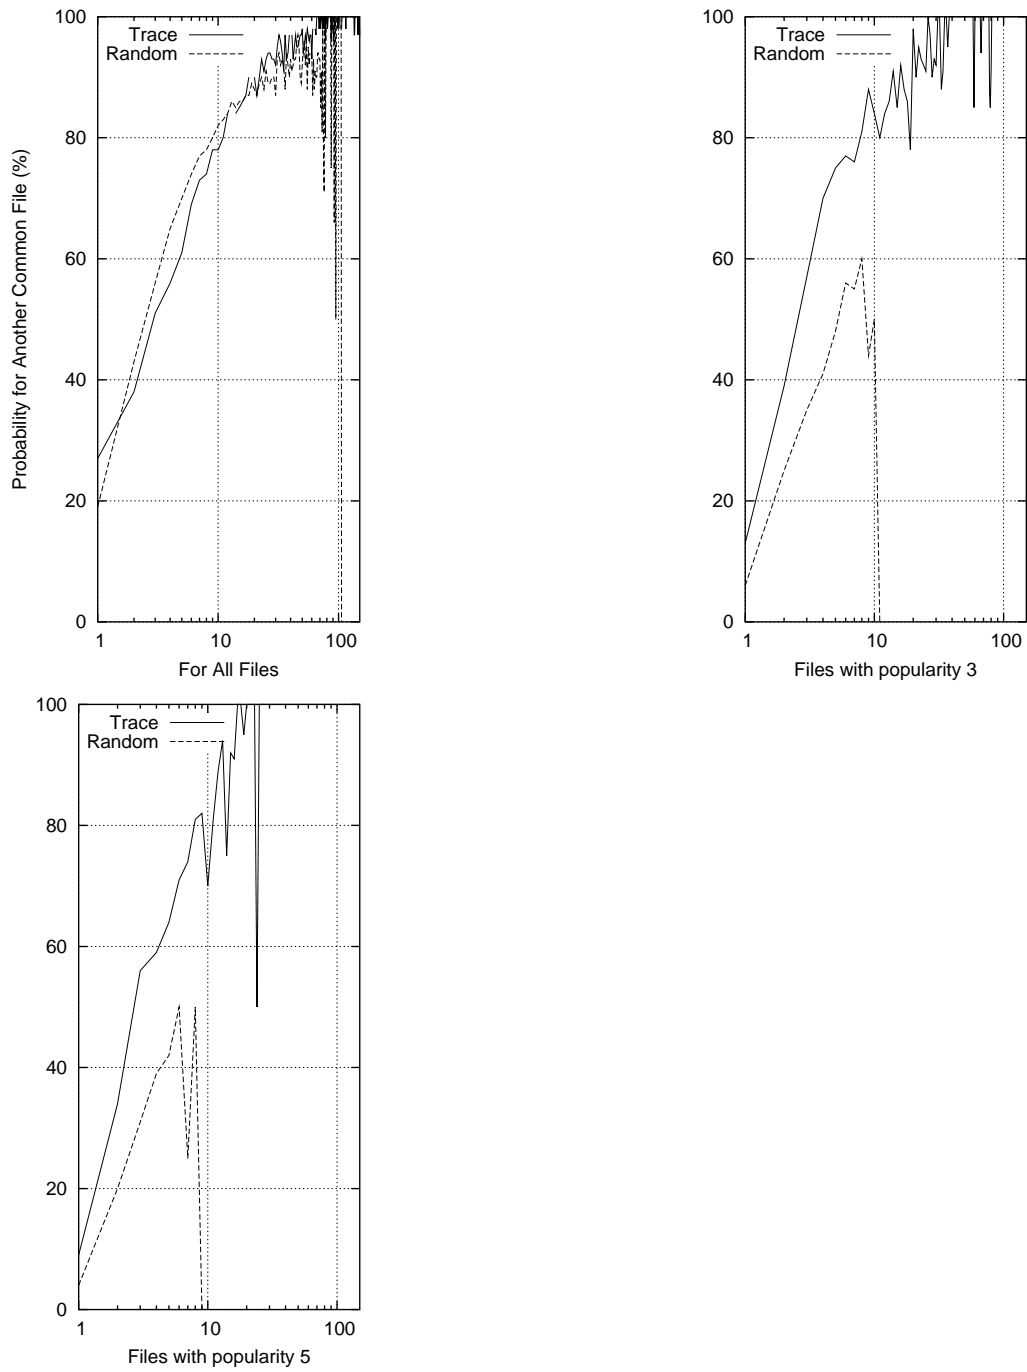 100
80
60
40
20
0
Probability for Another Common File (%)
Trace
Random
1 10 100
For All Files
100
80
60
40
20
0
Trace
Random
1 10 100
Files with popularity 3
100
80
60
40
20
0
Trace
Random
1 10 100
Files with popularity 5